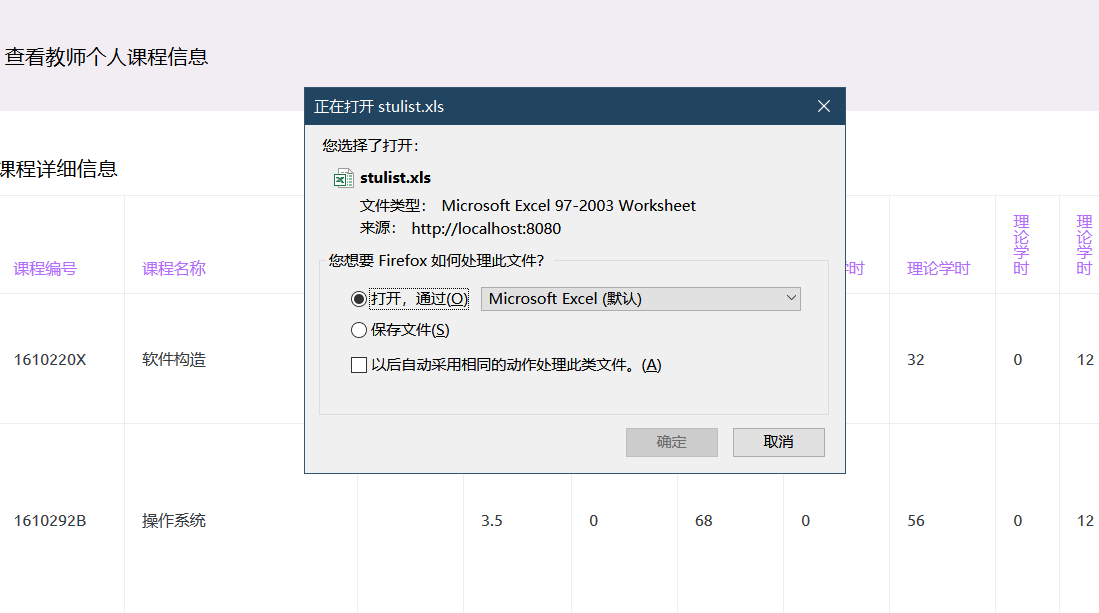 查看教师个人课程信息
正在打开 stulist.xls
您选择了打开：
stulist.xls
文件类型： Microsoft Excel 97-2003 Worksheet
来源： http://localhost:8080
您想要 Firefox 如何处理此文件？
打开，通过(O)
Microsoft Excel (默认)
保存文件(S)
以后自动采用相同的动作处理此类文件。(A)
确定
取消
课程详细信息
课程编号
课程名称
时
理论学时
理论学时
理论学时
1610220X
软件构造
32
0
12
1610292B
操作系统
3.5
0
68
0
56
0
12